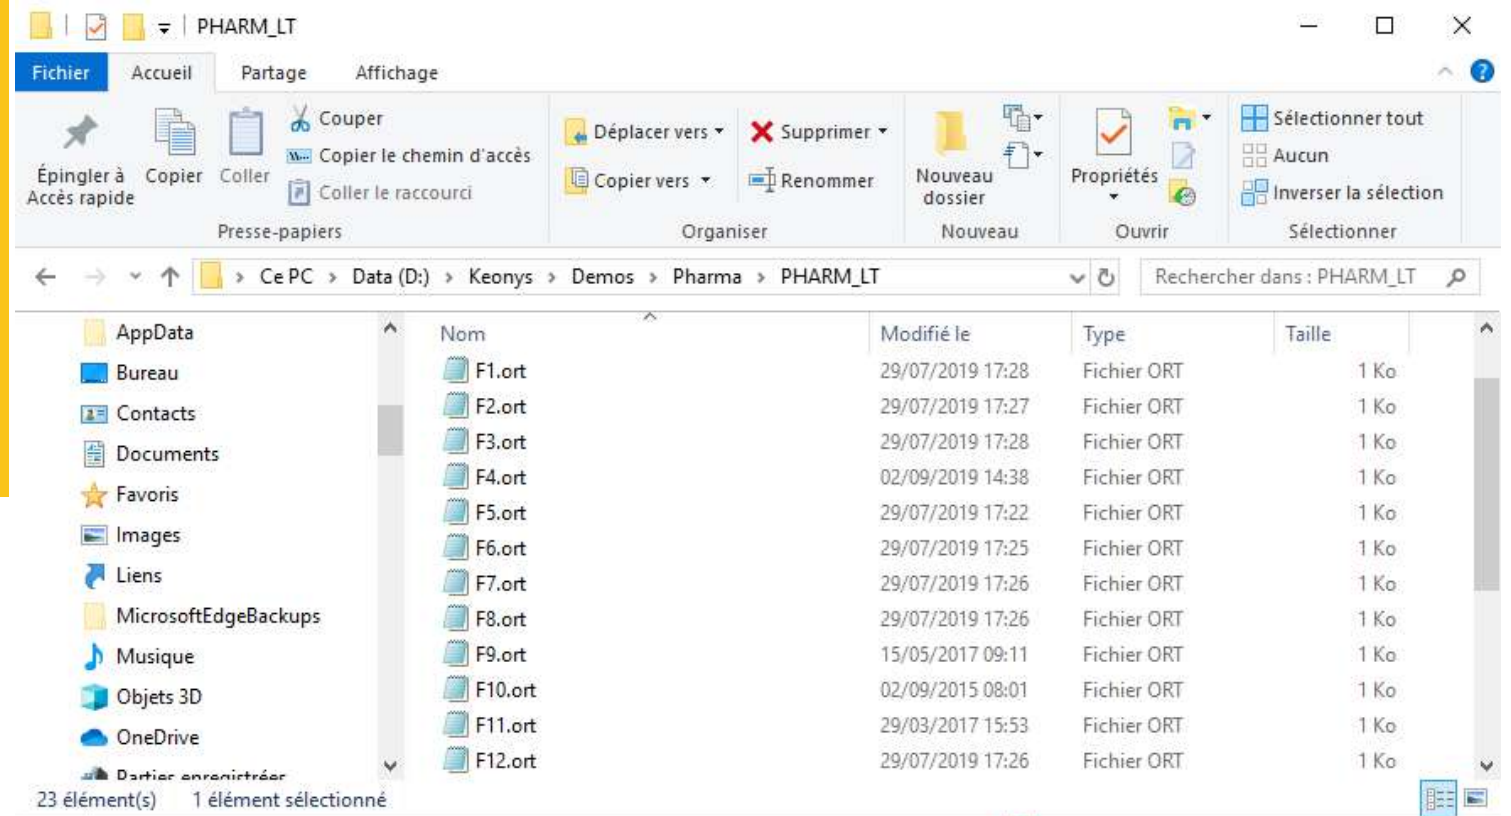 PHARM_LT
Fichier Accueil Partage Affichage
Épingler à Accès rapide
Copier
Coller
Couper
Copier le chemin d'accès
Coller le raccourci
Presse-papiers
Déplacer vers
Copier vers
Supprimer
Renommer
Organiser
Nouveau dossier
Nouveau
Propriétés
Ouvrir
Sélectionner tout
Aucun
Inverser la sélection
Sélectionner
Ce PC > Data (D:) > Keonys > Demos > Pharma > PHARM_LT
Rechercher dans : PHARM_LT
AppData
Bureau
Contacts
Documents
Favoris
Images
Liens
MicrosoftEdgeBackups
Musique
Objets 3D
OneDrive
Parties enregistrées
Nom Modifié le Type Taille
F1.ort 29/07/2019 17:28 Fichier ORT 1 Ko
F2.ort 29/07/2019 17:27 Fichier ORT 1 Ko
F3.ort 29/07/2019 17:28 Fichier ORT 1 Ko
F4.ort 02/09/2019 14:38 Fichier ORT 1 Ko
F5.ort 29/07/2019 17:22 Fichier ORT 1 Ko
F6.ort 29/07/2019 17:25 Fichier ORT 1 Ko
F7.ort 29/07/2019 17:26 Fichier ORT 1 Ko
F8.ort 29/07/2019 17:26 Fichier ORT 1 Ko
F9.ort 15/05/2017 09:11 Fichier ORT 1 Ko
F10.ort 02/09/2015 08:01 Fichier ORT 1 Ko
F11.ort 29/03/2017 15:53 Fichier ORT 1 Ko
F12.ort 29/07/2019 17:26 Fichier ORT 1 Ko
23 élément(s) 1 élément sélectionné